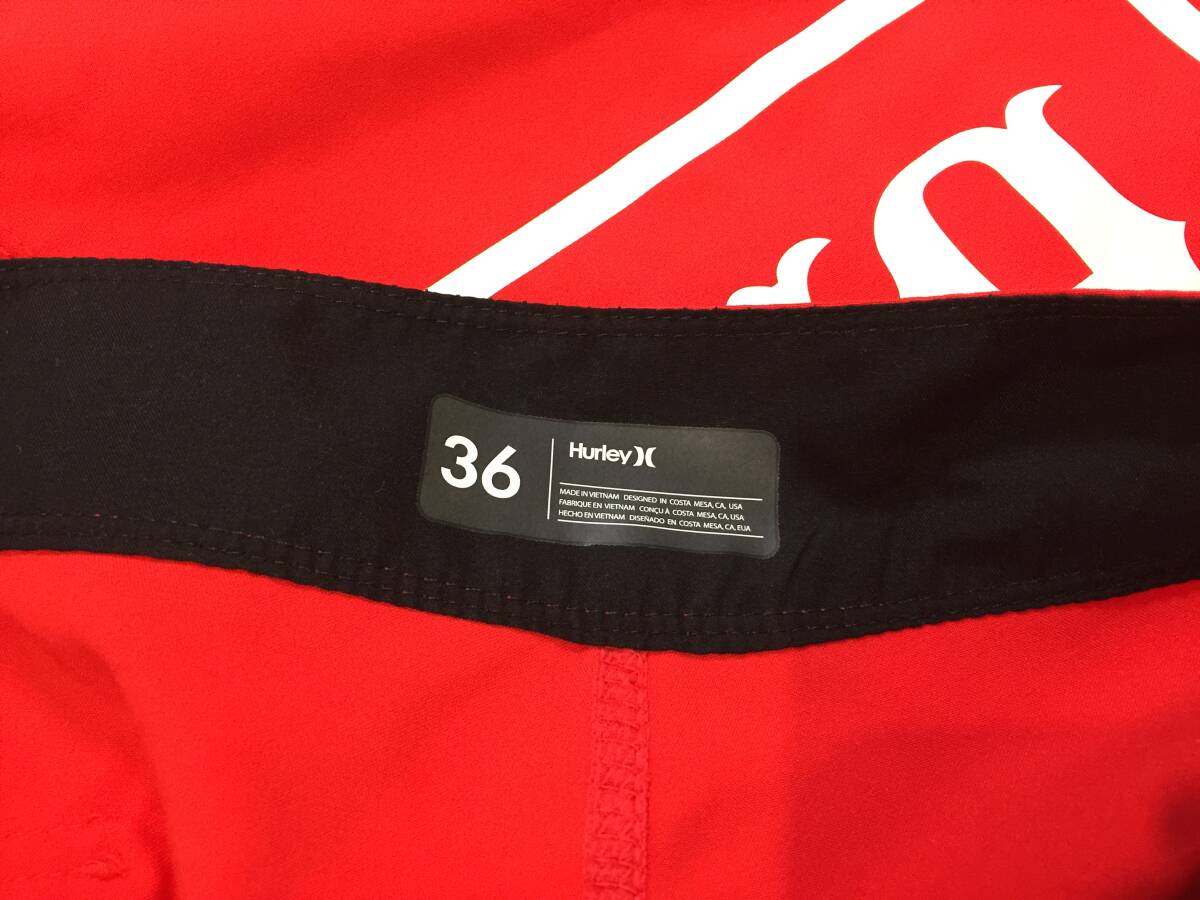 36
Hurley
MADE IN VIETNAM DESIGNED IN COSTA MESA, CA, USA
FABRIQUE EN VIETNAM CONÇU À COSTA MESA, CA, USA
HECHO EN VIETNAM DISEÑADO EN COSTA MESA, CA, EUA